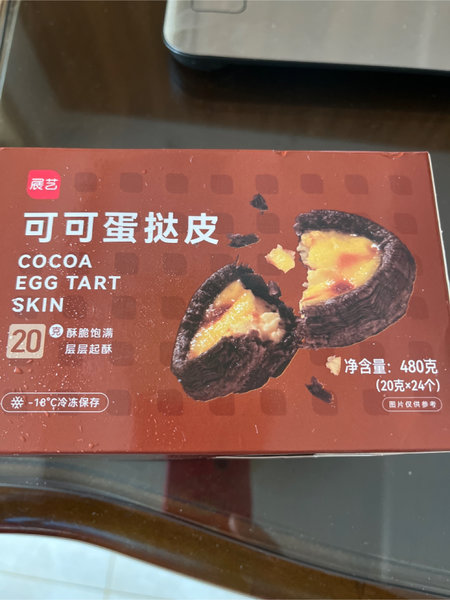 展艺
可可蛋挞皮
COCOA
EGG TART
SKIN
20克 酥脆饱满
层层起酥
净含量：480克
(20克×24个)
-18°C冷冻保存
图片仅供参考